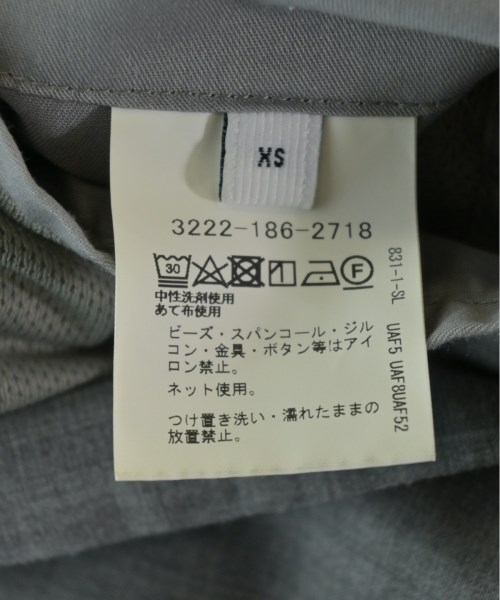 XS
3222-186-2718
30
F
中性洗剤使用
あて布使用
ビーズ・スパンコール・ジル
コン・金具・ボタン等はアイ
ロン禁止。
ネット使用。
つけ置き洗い・濡れたままの
放置禁止。
831-1-SL UAF5 UAF8UAF52